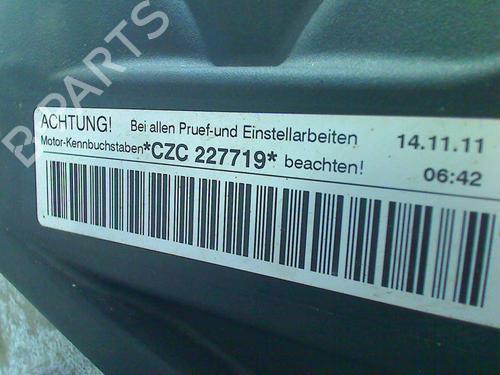 B-PARTS
ACHTUNG! Bei allen Pruef-und Einstellarbeiten 14.11.11
Motor-Kennbuchstaben *CZC 227719* beachten! 06:42